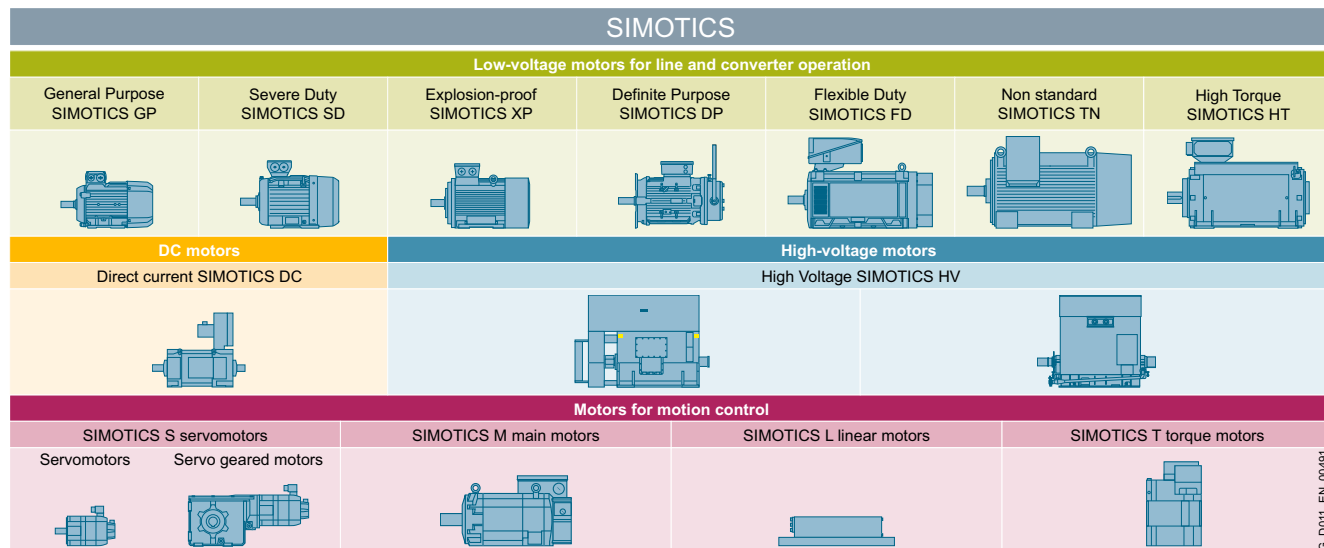 SIMOTICS
Low-voltage motors for line and converter operation
General Purpose
SIMOTICS GP
Severe Duty
SIMOTICS SD
Explosion-proof
SIMOTICS XP
Definite Purpose
SIMOTICS DP
Flexible Duty
SIMOTICS FD
Non standard
SIMOTICS TN
High Torque
SIMOTICS HT
DC motors
High-voltage motors
Direct current SIMOTICS DC
High Voltage SIMOTICS HV
Motors for motion control
SIMOTICS S servomotors
SIMOTICS M main motors
SIMOTICS L linear motors
SIMOTICS T torque motors
Servomotors
Servo geared motors
G_D011_EN_00491